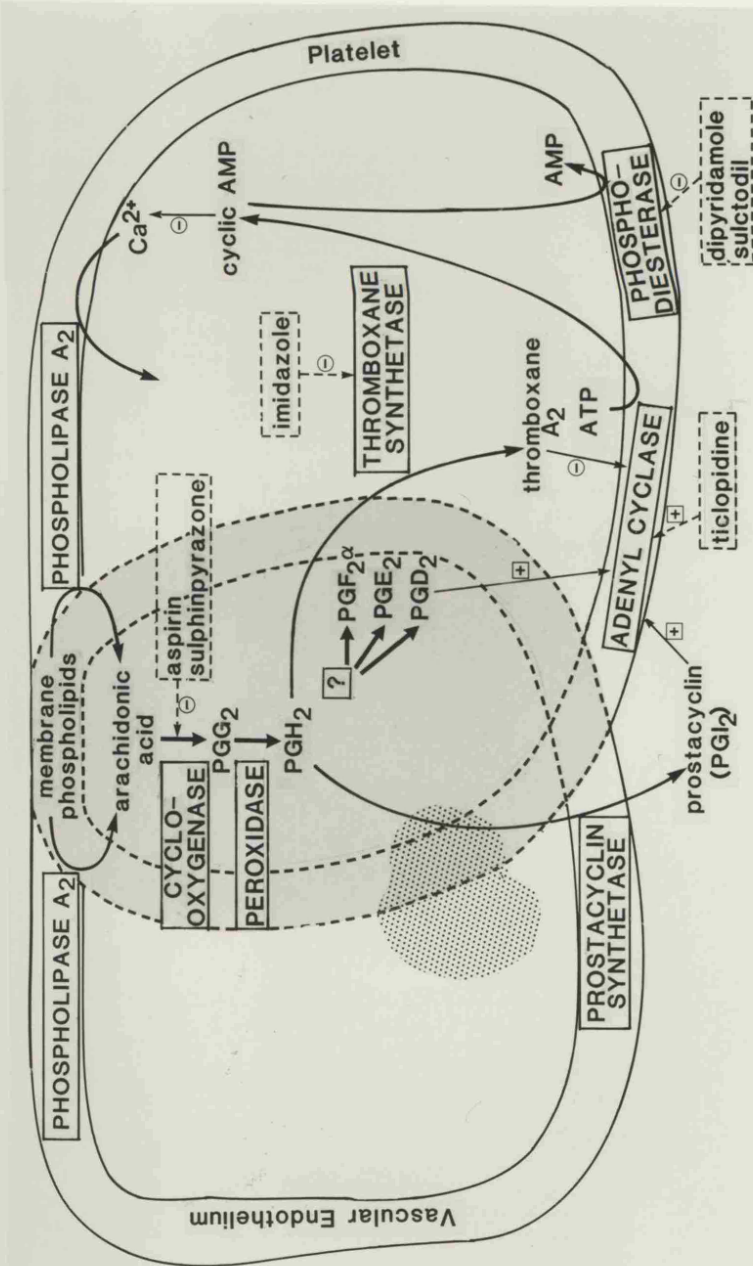 Platelet
Vascular Endothelium
PHOSPHOLIPASE A2
membrane
phospholipids
PHOSPHOLIPASE A2
arachidonic
acid
aspirin
sulphinpyrazone
⊖
CYCLO-
OXYGENASE
PGG2
PEROXIDASE
PGH2
?
PGF2α
PGE2
PGD2
+
imidazole
⊖
THROMBOXANE
SYNTHETASE
Ca2+
⊖
cyclic AMP
AMP
thromboxane
A2
⊖
ATP
PROSTACYCLIN
SYNTHETASE
prostacyclin
(PGI2)
+
ADENYL CYCLASE
+
ticlopidine
PHOSPHO-
DIESTERASE
⊖
dipyridamole
sulctodil